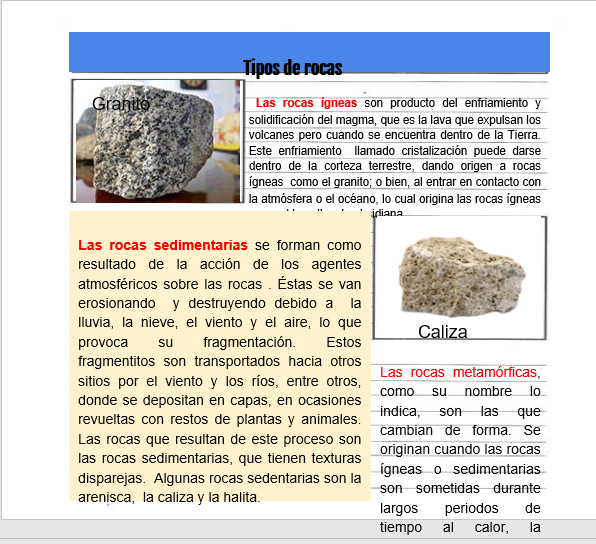 Tipos de rocas
Granito
Las rocas ígneas son producto del enfriamiento y
solidificación del magma, que es la lava que expulsan los
volcanes pero cuando se encuentra dentro de la Tierra.
Este enfriamiento llamado cristalización puede darse
dentro de la corteza terrestre, dando origen a rocas
ígneas como el granito; o bien, al entrar en contacto con
la atmósfera o el océano, lo cual origina las rocas ígneas
Las rocas sedimentarias se forman como
resultado de la acción de los agentes
atmosféricos sobre las rocas . Éstas se van
erosionando y destruyendo debido a la
lluvia, la nieve, el viento y el aire, lo que
provoca su fragmentación. Estos
fragmentitos son transportados hacia otros
sitios por el viento y los ríos, entre otros,
donde se depositan en capas, en ocasiones
revueltas con restos de plantas y animales.
Las rocas que resultan de este proceso son
las rocas sedimentarias, que tienen texturas
disparejas. Algunas rocas sedentarias son la
arenisca, la caliza y la halita.
Caliza
Las rocas metamórficas,
como su nombre lo
indica, son las que
cambian de forma. Se
originan cuando las rocas
ígneas o sedimentarias
son sometidas durante
largos periodos de
tiempo al calor, la